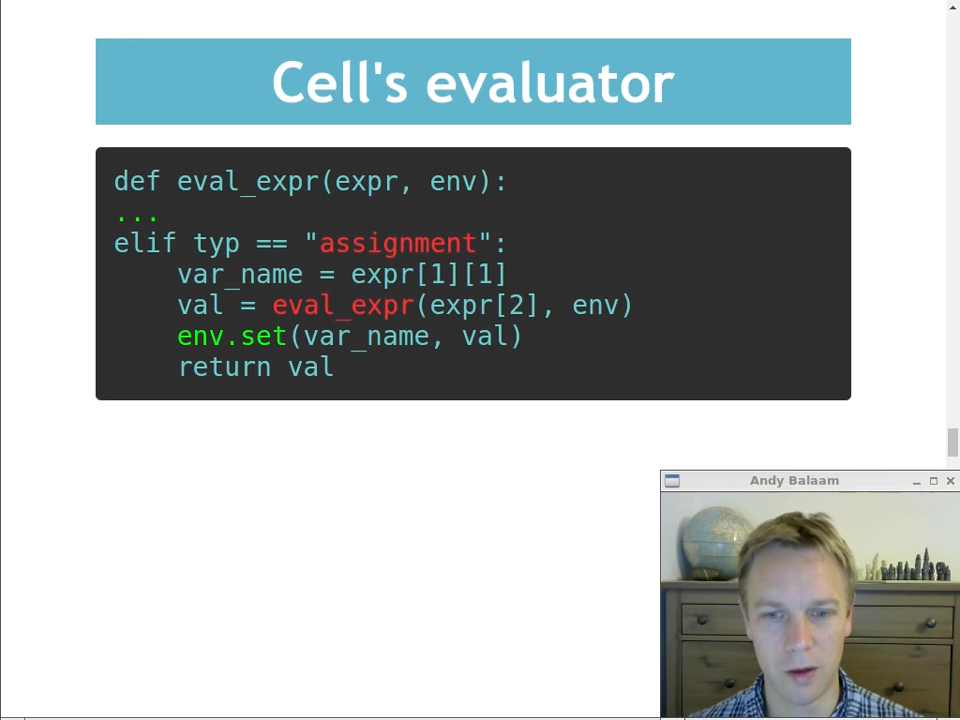 Cell's evaluator
def eval_expr(expr, env):
...
elif typ == "assignment":
    var_name = expr[1][1]
    val = eval_expr(expr[2], env)
    env.set(var_name, val)
    return val
Andy Balaam